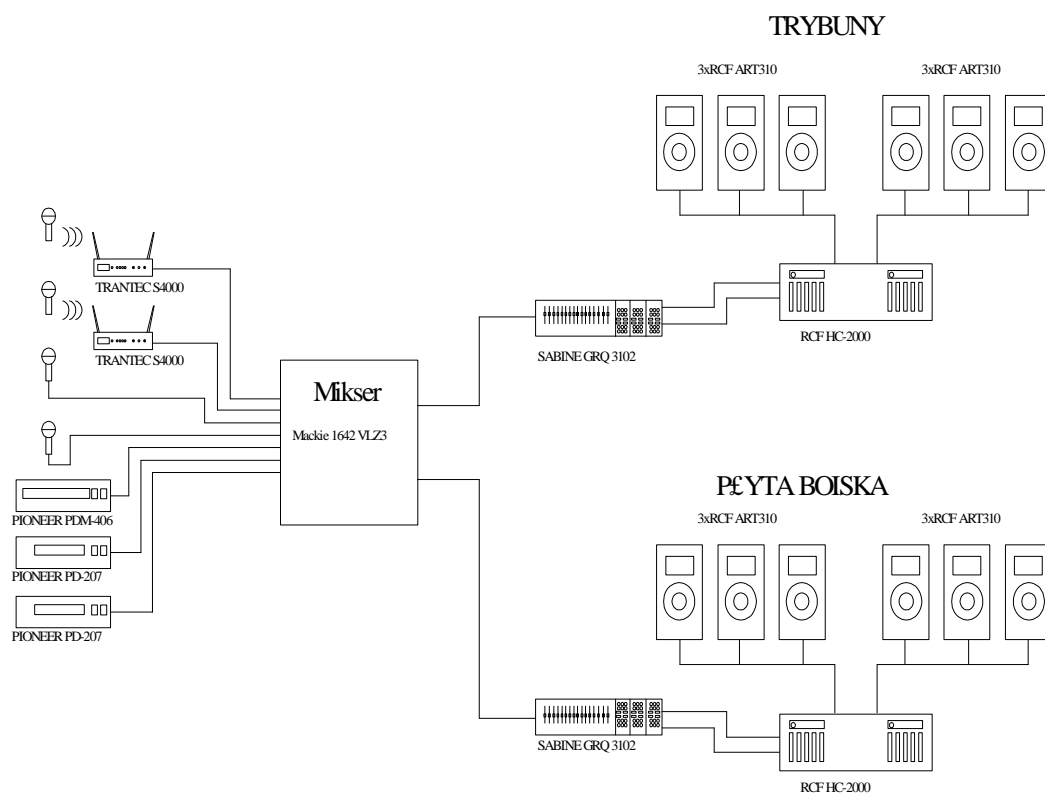 TRYBUNY
3xRCF ART310
3xRCF ART310
TRANTEC S4000
TRANTEC S4000
RCF HC-2000
SABINE GRQ 3102
Mikser
Mackie 1642 VLZ3
PIONEER PDM-406
PIONEER PD-207
PIONEER PD-207
P£YTA BOISKA
3xRCF ART310
3xRCF ART310
SABINE GRQ 3102
RCF HC-2000